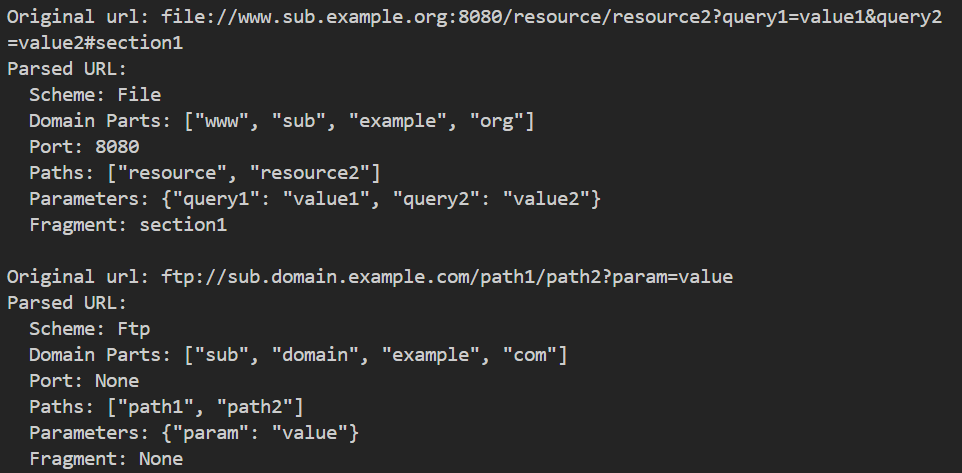 Original url: file://www.sub.example.org:8080/resource/resource2?query1=value1&query2
=value2#section1
Parsed URL:
  Scheme: File
  Domain Parts: ["www", "sub", "example", "org"]
  Port: 8080
  Paths: ["resource", "resource2"]
  Parameters: {"query1": "value1", "query2": "value2"}
  Fragment: section1

Original url: ftp://sub.domain.example.com/path1/path2?param=value
Parsed URL:
  Scheme: Ftp
  Domain Parts: ["sub", "domain", "example", "com"]
  Port: None
  Paths: ["path1", "path2"]
  Parameters: {"param": "value"}
  Fragment: None